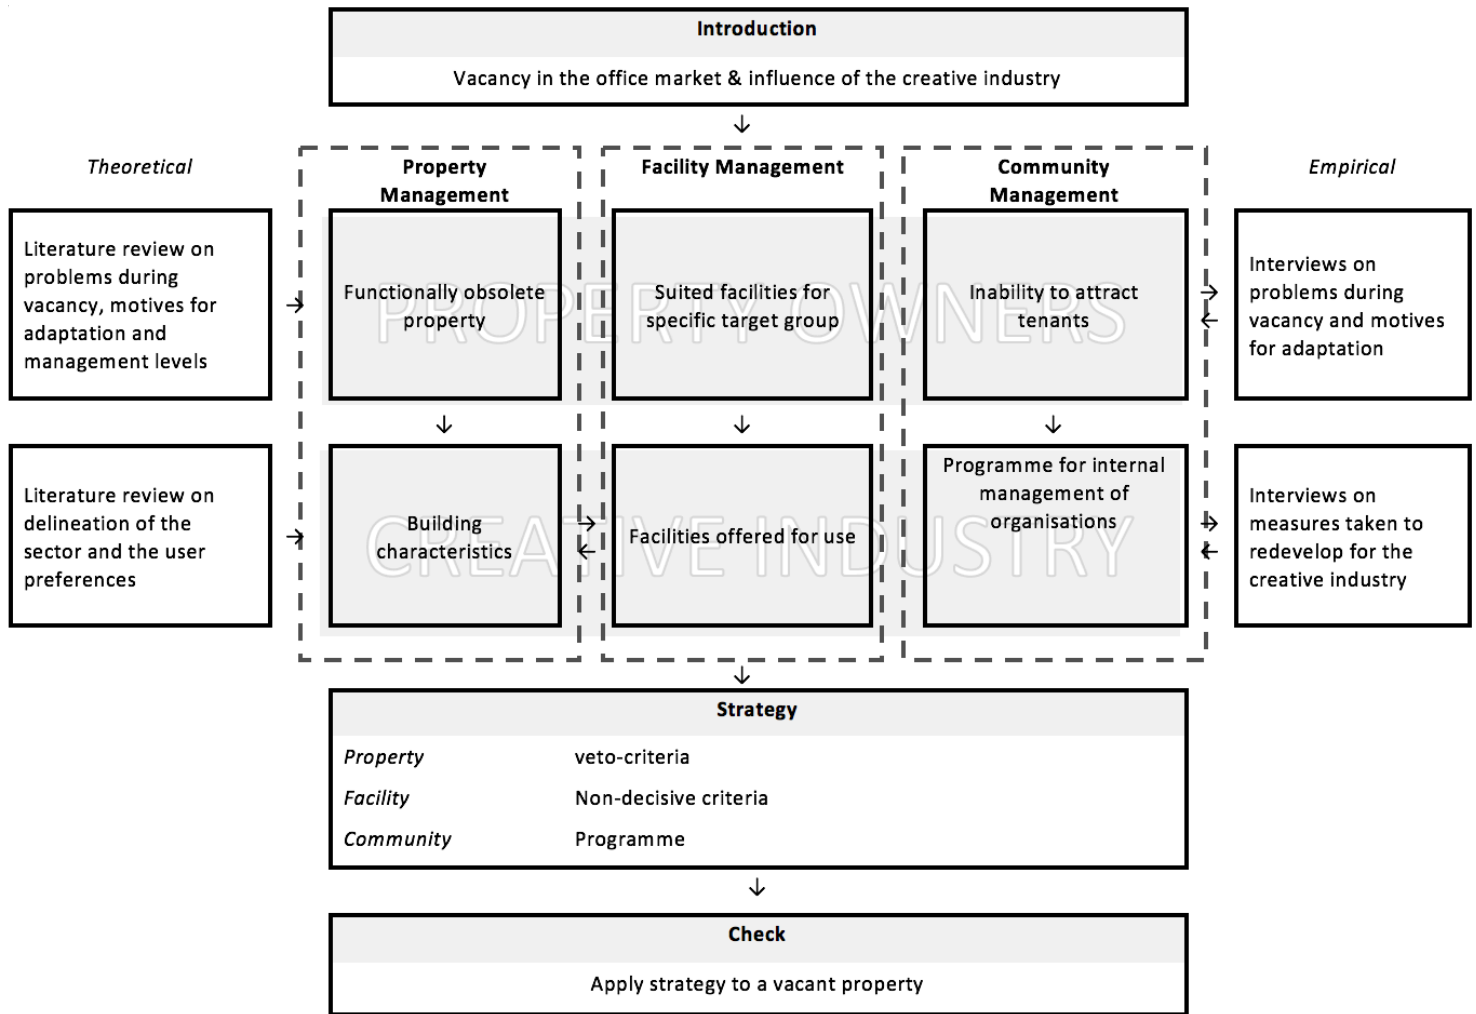 Introduction
Vacancy in the office market & influence of the creative industry
↓
Theoretical
Property
Management
Facility Management
Community
Management
Empirical
Literature review on
problems during
vacancy, motives for
adaptation and
management levels
→
Functionally obsolete
property
Suited facilities for
specific target group
Inability to attract
tenants
→
←
Interviews on
problems during
vacancy and motives
for adaptation
PROPERTY OWNERS
↓
↓
↓
Literature review on
delineation of the
sector and the user
preferences
→
Building
characteristics
→
←
Facilities offered for use
Programme for internal
management of
organisations
→
←
Interviews on
measures taken to
redevelop for the
creative industry
CREATIVE INDUSTRY
↓
Strategy
Property veto-criteria
Facility Non-decisive criteria
Community Programme
↓
Check
Apply strategy to a vacant property